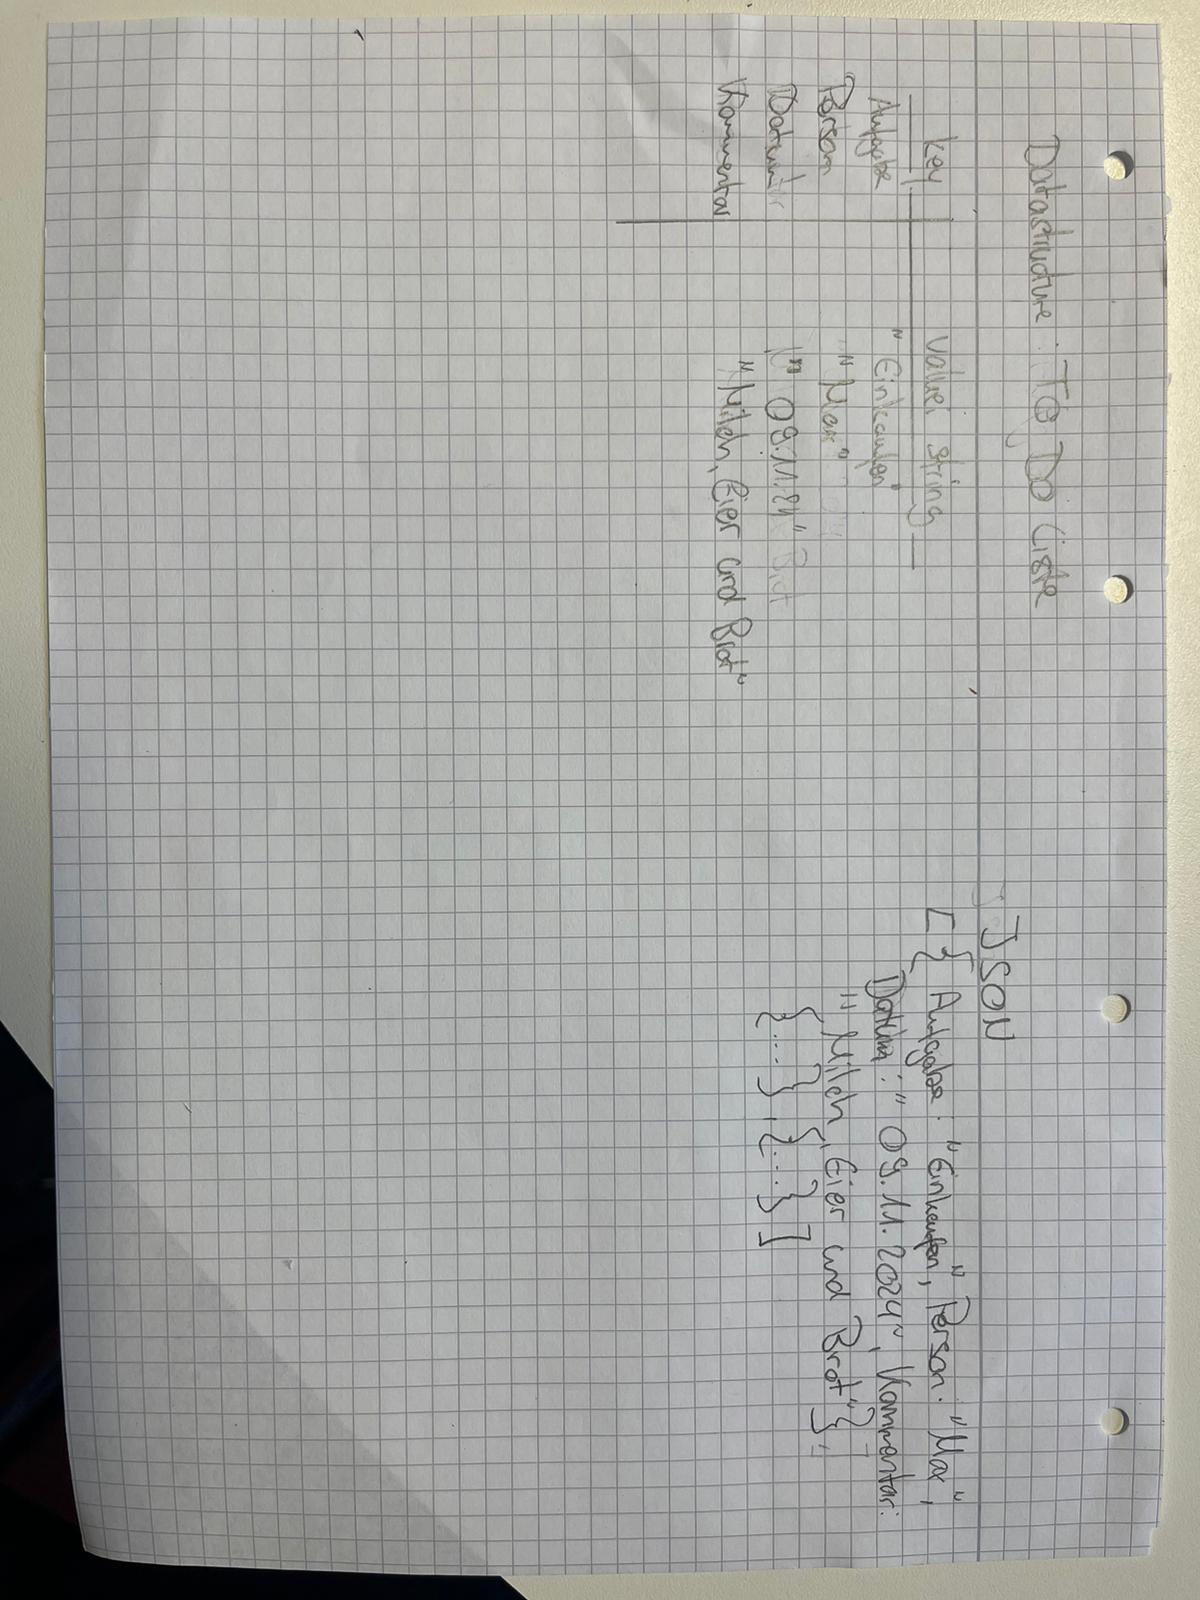 Datastructure : TO DO Liste
Key value: string
Aufgabe "Einkaufen"
Person "Max"
Datum "09.11.24"
Kommentar "Milch, Eier und Brot"
JSON
[{ Aufgabe: "Einkaufen", Person: "Max",
Datum: "09.11.2024", Kommentar:
"Milch, Eier und Brot"},
{...},{...}]